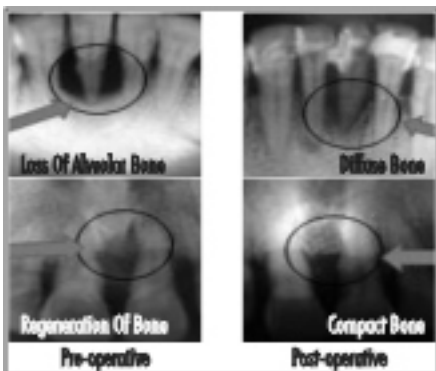 Loss Of Alveolar Bone
Diffuse Bone
Regeneration Of Bone
Compact Bone
Pre-operative
Post-operative